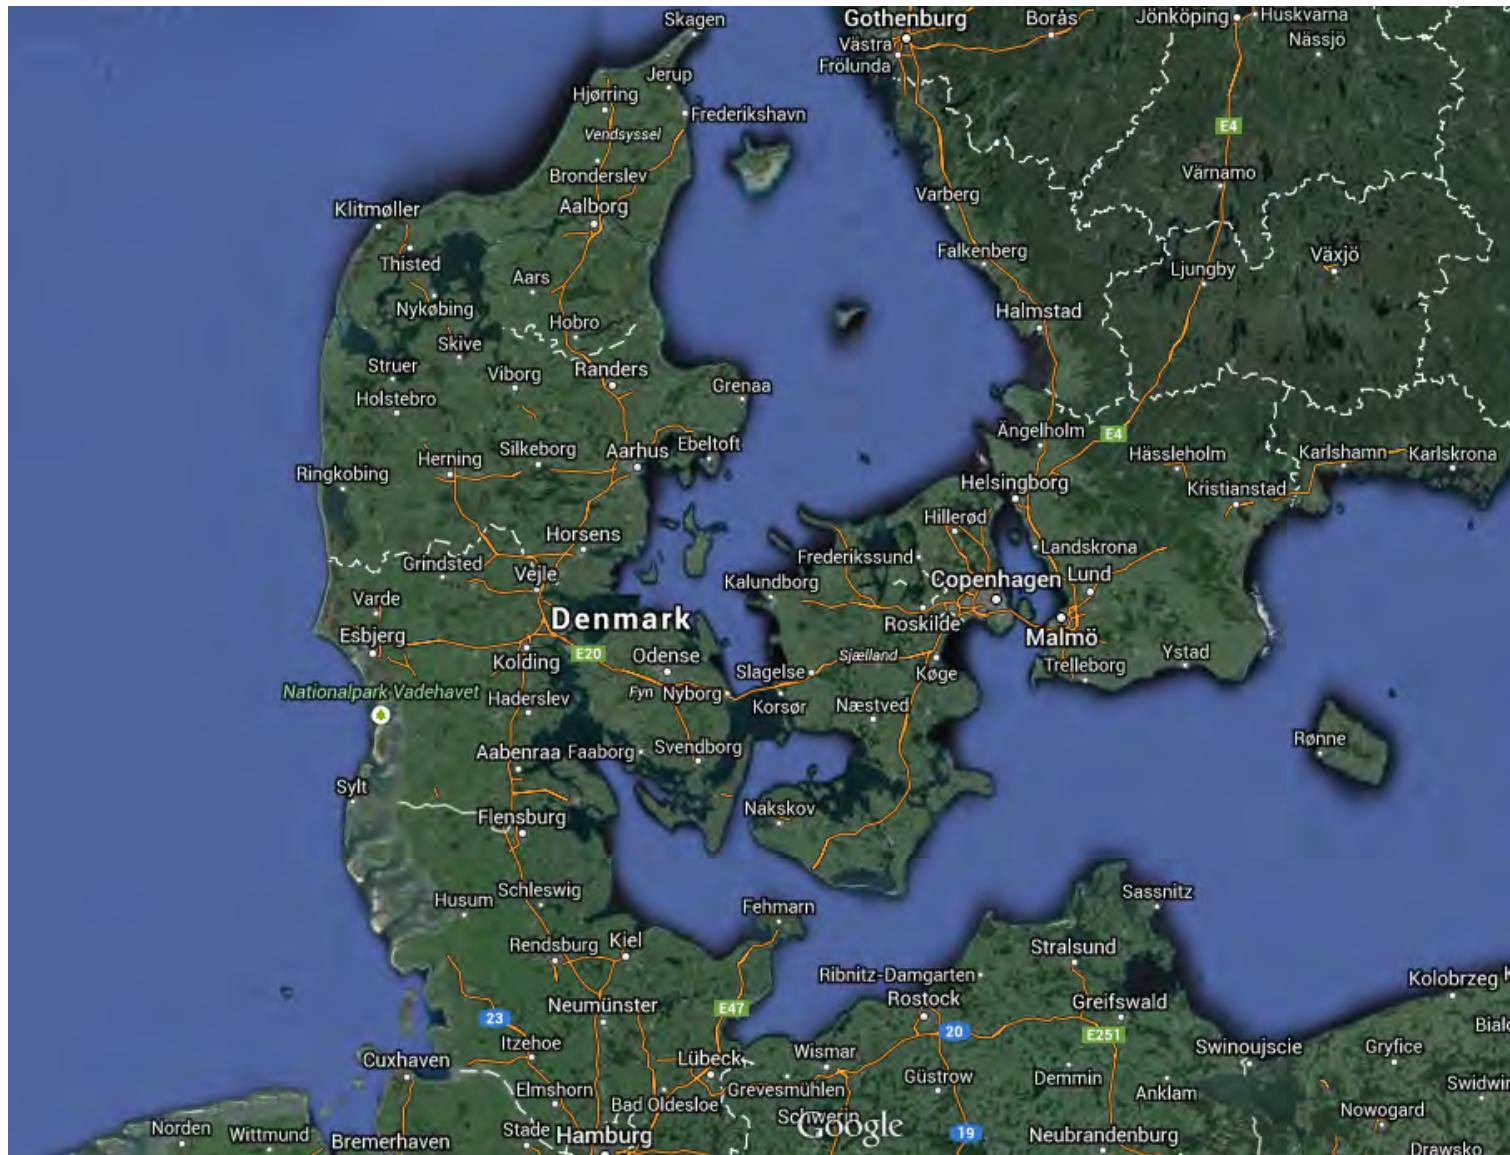 Skagen
Gothenburg
Borås
Jönköping
Huskvarna
Nässjö
Västra
Frölunda
Jerup
Hjørring
Frederikshavn
Vendsyssel
E4
Bronderslev
Värnamo
Varberg
Klitmøller
Aalborg
Falkenberg
Växjö
Thisted
Aars
Ljungby
Nykøbing
Hobro
Halmstad
Skive
Struer
Viborg
Randers
Grenaa
Holstebro
Ängelholm
E4
Ebeltoft
Silkeborg
Aarhus
Herning
Hässleholm
Karlshamn
Karlskrona
Ringkobing
Helsingborg
Kristianstad
Hillerød
Horsens
Landskrona
Frederikssund
Grindsted
Vejle
Kalundborg
Copenhagen
Lund
Varde
Denmark
Roskilde
Esbjerg
Malmö
E20
Odense
Sjælland
Ystad
Kolding
Slagelse
Køge
Trelleborg
Nationalpark Vadehavet
Haderslev
Fyn
Nyborg
Korsør
Næstved
Rønne
Aabenraa
Faaborg
Svendborg
Sylt
Nakskov
Flensburg
Schleswig
Sassnitz
Husum
Fehmarn
Rendsburg
Kiel
Stralsund
Ribnitz-Damgarten
Kolobrzeg
Rostock
Greifswald
Neumünster
E47
23
20
E251
Itzehoe
Swinoujscie
Gryfice
Cuxhaven
Lübeck
Wismar
Elmshorn
Grevesmühlen
Güstrow
Demmin
Anklam
Bad Oldesloe
Schwerin
Google
Nowogard
Norden
Wittmund
Bremerhaven
Stade
Hamburg
19
Neubrandenburg
Drawsko